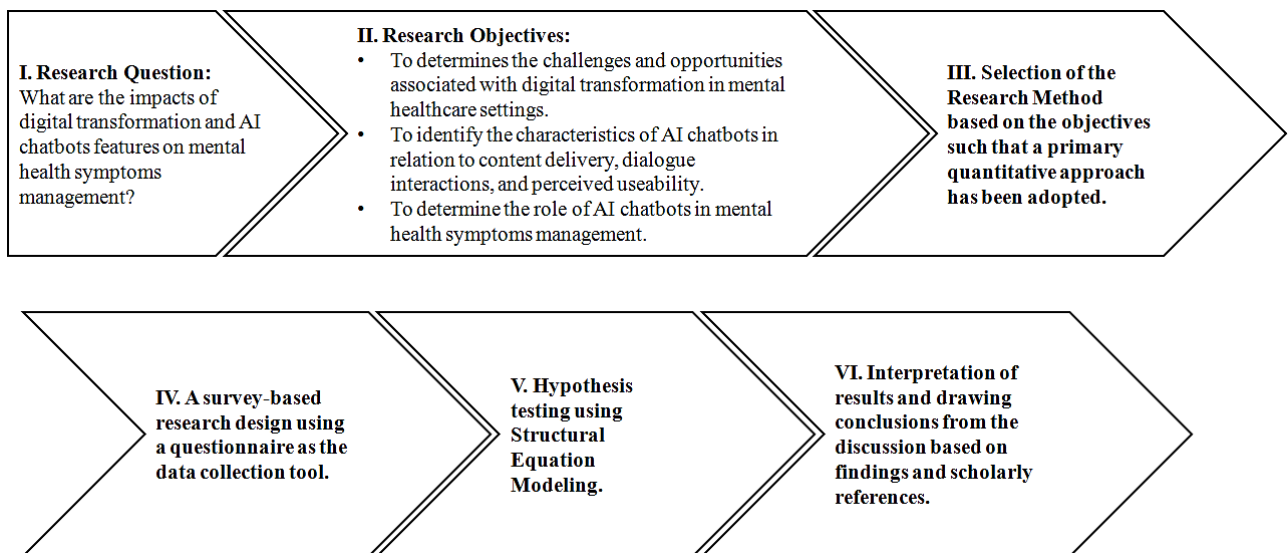 I. Research Question:
What are the impacts of
digital transformation and AI
chatbots features on mental
health symptoms
management?
II. Research Objectives:
• To determines the challenges and opportunities
associated with digital transformation in mental
healthcare settings.
• To identify the characteristics of AI chatbots in
relation to content delivery, dialogue
interactions, and perceived useability.
• To determine the role of AI chatbots in mental
health symptoms management.
III. Selection of the
Research Method
based on the objectives
such that a primary
quantitative approach
has been adopted.
IV. A survey-based
research design using
a questionnaire as the
data collection tool.
V. Hypothesis
testing using
Structural
Equation
Modeling.
VI. Interpretation of
results and drawing
conclusions from the
discussion based on
findings and scholarly
references.